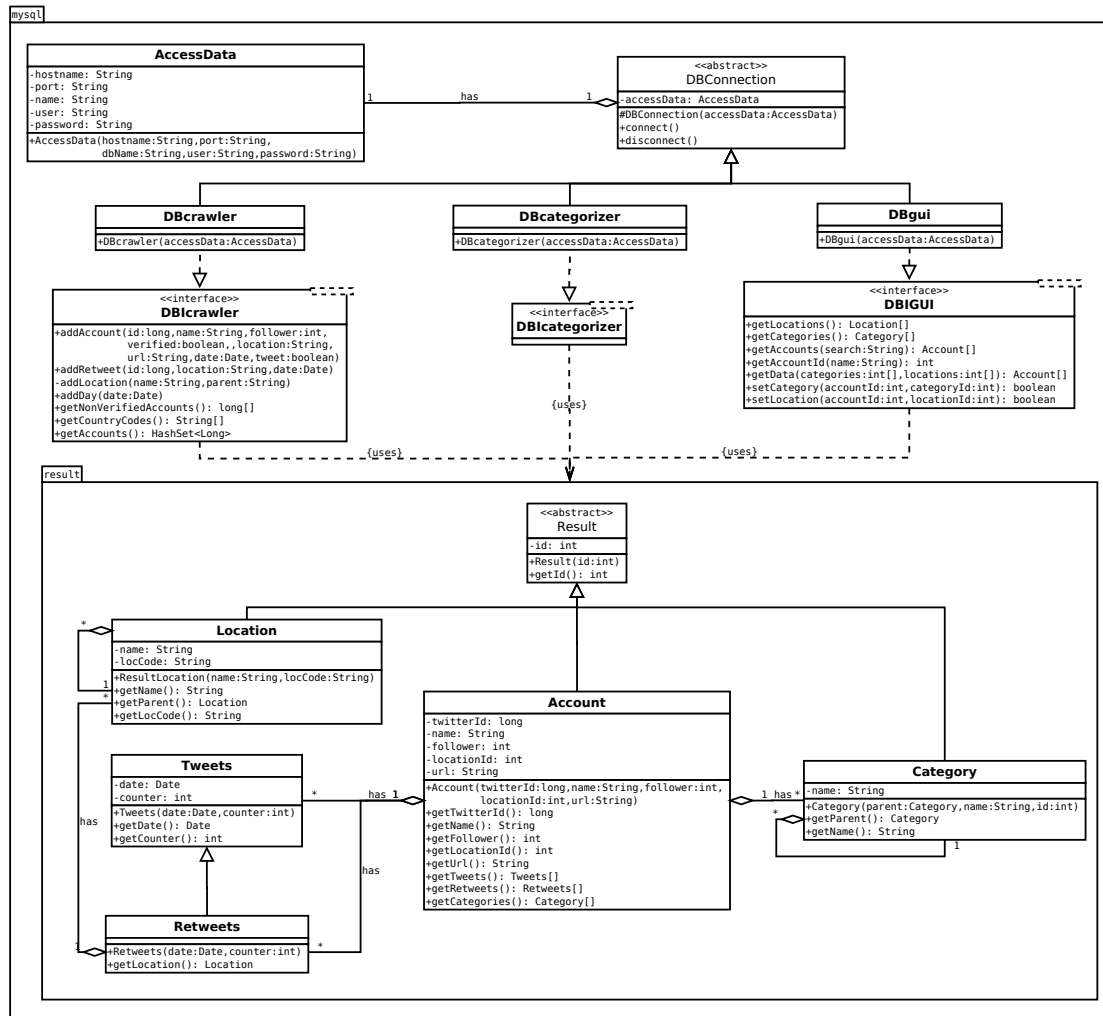 mysql
AccessData
-hostname: String
-port: String
-name: String
-user: String
-password: String
+AccessData(hostname:String,port:String,
dbName:String,user:String,password:String)
1
has
1
<<abstract>>
DBConnection
-accessData: AccessData
#DBConnection(accessData:AccessData)
+connect()
+disconnect()
DBcrawler
+DBcrawler(accessData:AccessData)
DBcategorizer
+DBcategorizer(accessData:AccessData)
DBgui
+DBgui(accessData:AccessData)
<<interface>>
DBIcrawler
+addAccount(id:long,name:String,follower:int,
verified:boolean,,location:String,
url:String,date:Date,tweet:boolean)
+addRetweet(id:long,location:String,date:Date)
-addLocation(name:String,parent:String)
+addDay(date:Date)
+getNonVerifiedAccounts(): long[]
+getCountryCodes(): String[]
+getAccounts(): HashSet<Long>
<<interface>>
DBIcategorizer
<<interface>>
DBIGUI
+getLocations(): Location[]
+getCategories(): Category[]
+getAccounts(search:String): Account[]
+getAccountId(name:String): int
+getData(categories:int[],locations:int[]): Account[]
+setCategory(accountId:int,categoryId:int): boolean
+setLocation(accountId:int,locationId:int): boolean
{uses}
{uses}
{uses}
result
<<abstract>>
Result
-id: int
+Result(id:int)
+getId(): int
Location
-name: String
-locCode: String
+ResultLocation(name:String,locCode:String)
+getName(): String
+getParent(): Location
+getLocCode(): String
*
1
*
has
1
Tweets
-date: Date
-counter: int
+Tweets(date:Date,counter:int)
+getDate(): Date
+getCounter(): int
Retweets
+Retweets(date:Date,counter:int)
+getLocation(): Location
*
has 1
has
*
Account
-twitterId: long
-name: String
-follower: int
-locationId: int
-url: String
+Account(twitterId:long,name:String,follower:int,
locationId:int,url:String)
+getTwitterId(): long
+getName(): String
+getFollower(): int
+getLocationId(): int
+getUrl(): String
+getTweets(): Tweets[]
+getRetweets(): Retweets[]
+getCategories(): Category[]
1 has *
Category
-name: String
+Category(parent:Category,name:String,id:int)
+getParent(): Category
+getName(): String
*
1